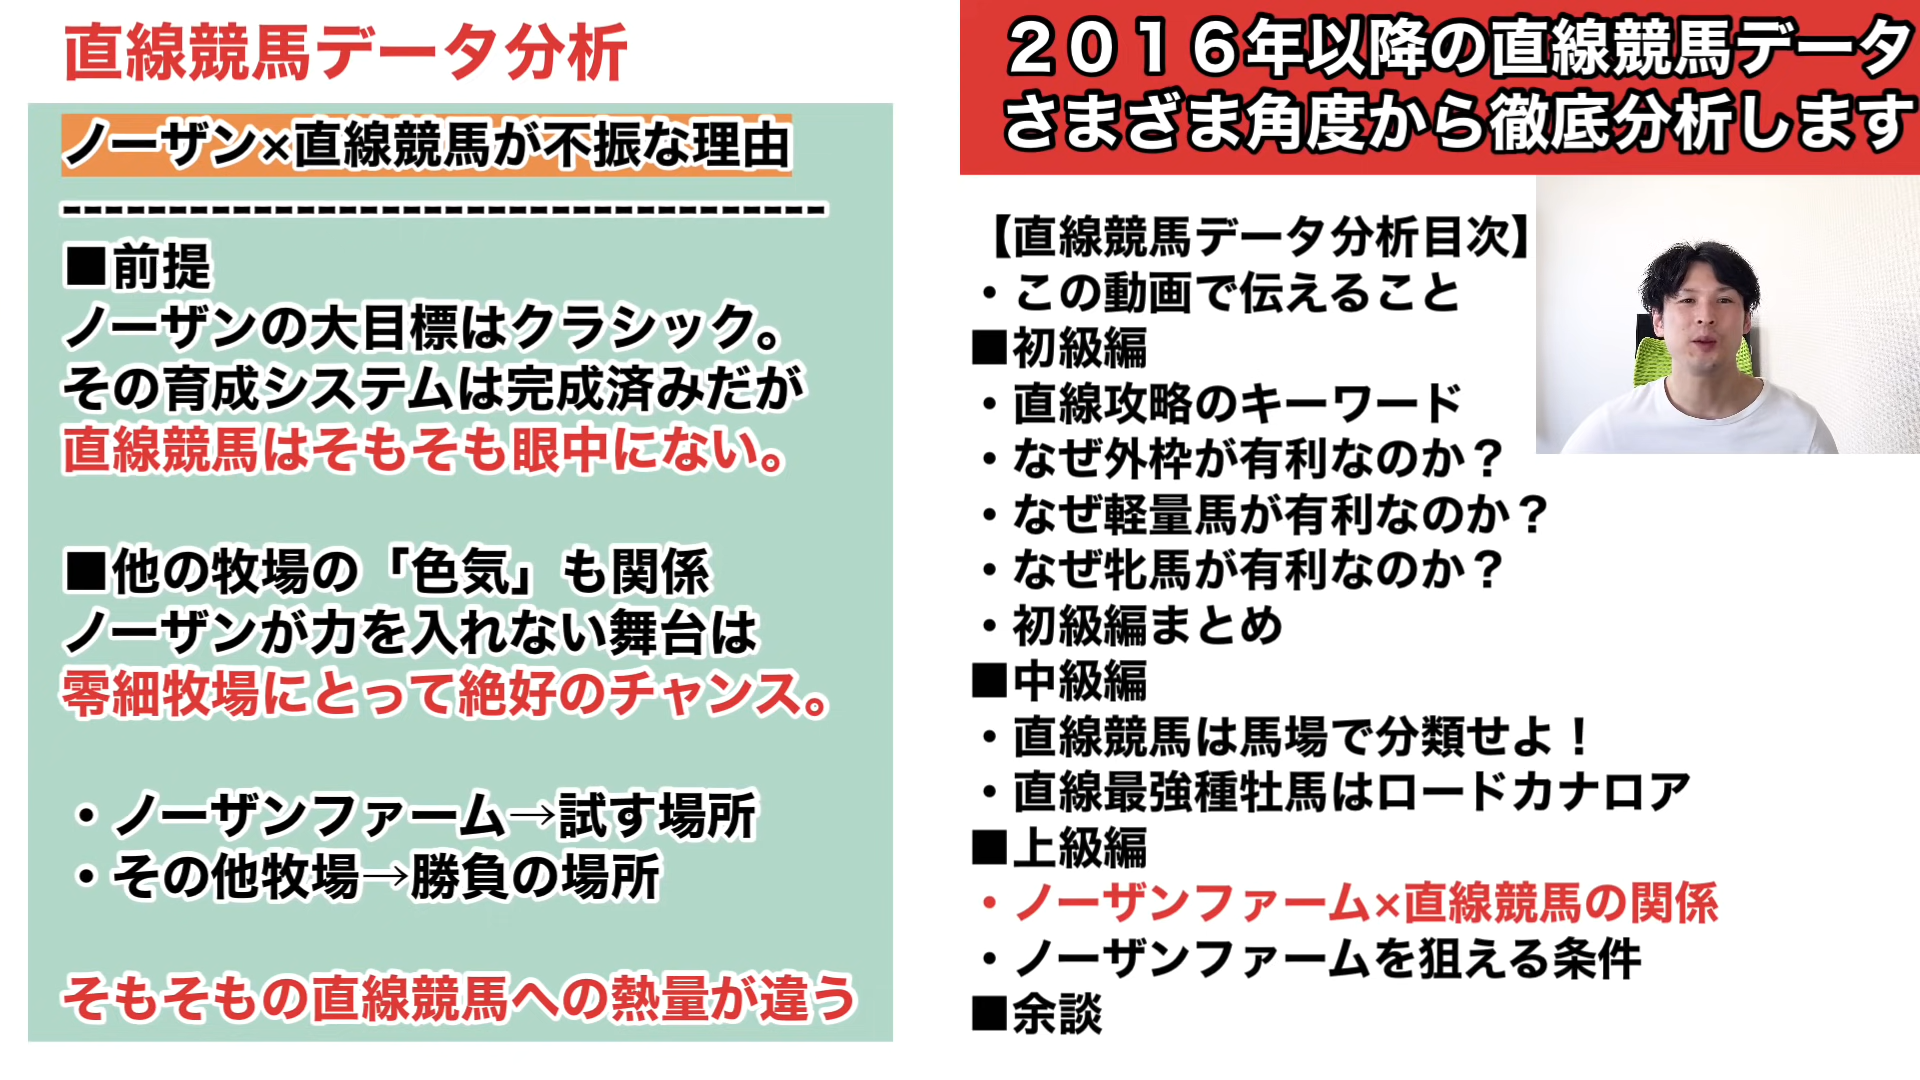 直線競馬データ分析
ノーザン×直線競馬が不振な理由
------------------------------------
■前提
ノーザンの大目標はクラシック。
その育成システムは完成済みだが
直線競馬はそもそも眼中にない。
■他の牧場の「色気」も関係
ノーザンが力を入れない舞台は
零細牧場にとって絶好のチャンス。
・ノーザンファーム→試す場所
・その他牧場→勝負の場所
そもそもの直線競馬への熱量が違う
２０１６年以降の直線競馬データ
さまざま角度から徹底分析します
【直線競馬データ分析目次】
・この動画で伝えること
■初級編
・直線攻略のキーワード
・なぜ外枠が有利なのか？
・なぜ軽量馬が有利なのか？
・なぜ牝馬が有利なのか？
・初級編まとめ
■中級編
・直線競馬は馬場で分類せよ！
・直線最強種牡馬はロードカナロア
■上級編
・ノーザンファーム×直線競馬の関係
・ノーザンファームを狙える条件
■余談